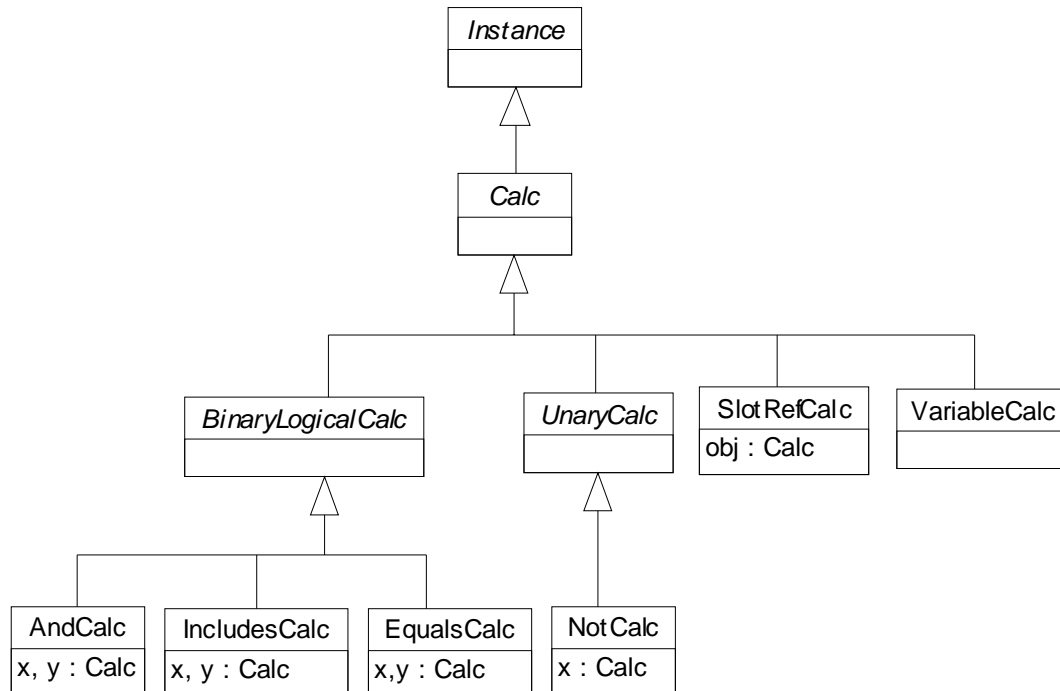 Instance
Calc
BinaryLogicalCalc
UnaryCalc
SlotRefCalc
obj : Calc
VariableCalc
AndCalc
x, y : Calc
IncludesCalc
x, y : Calc
EqualsCalc
x,y : Calc
NotCalc
x : Calc